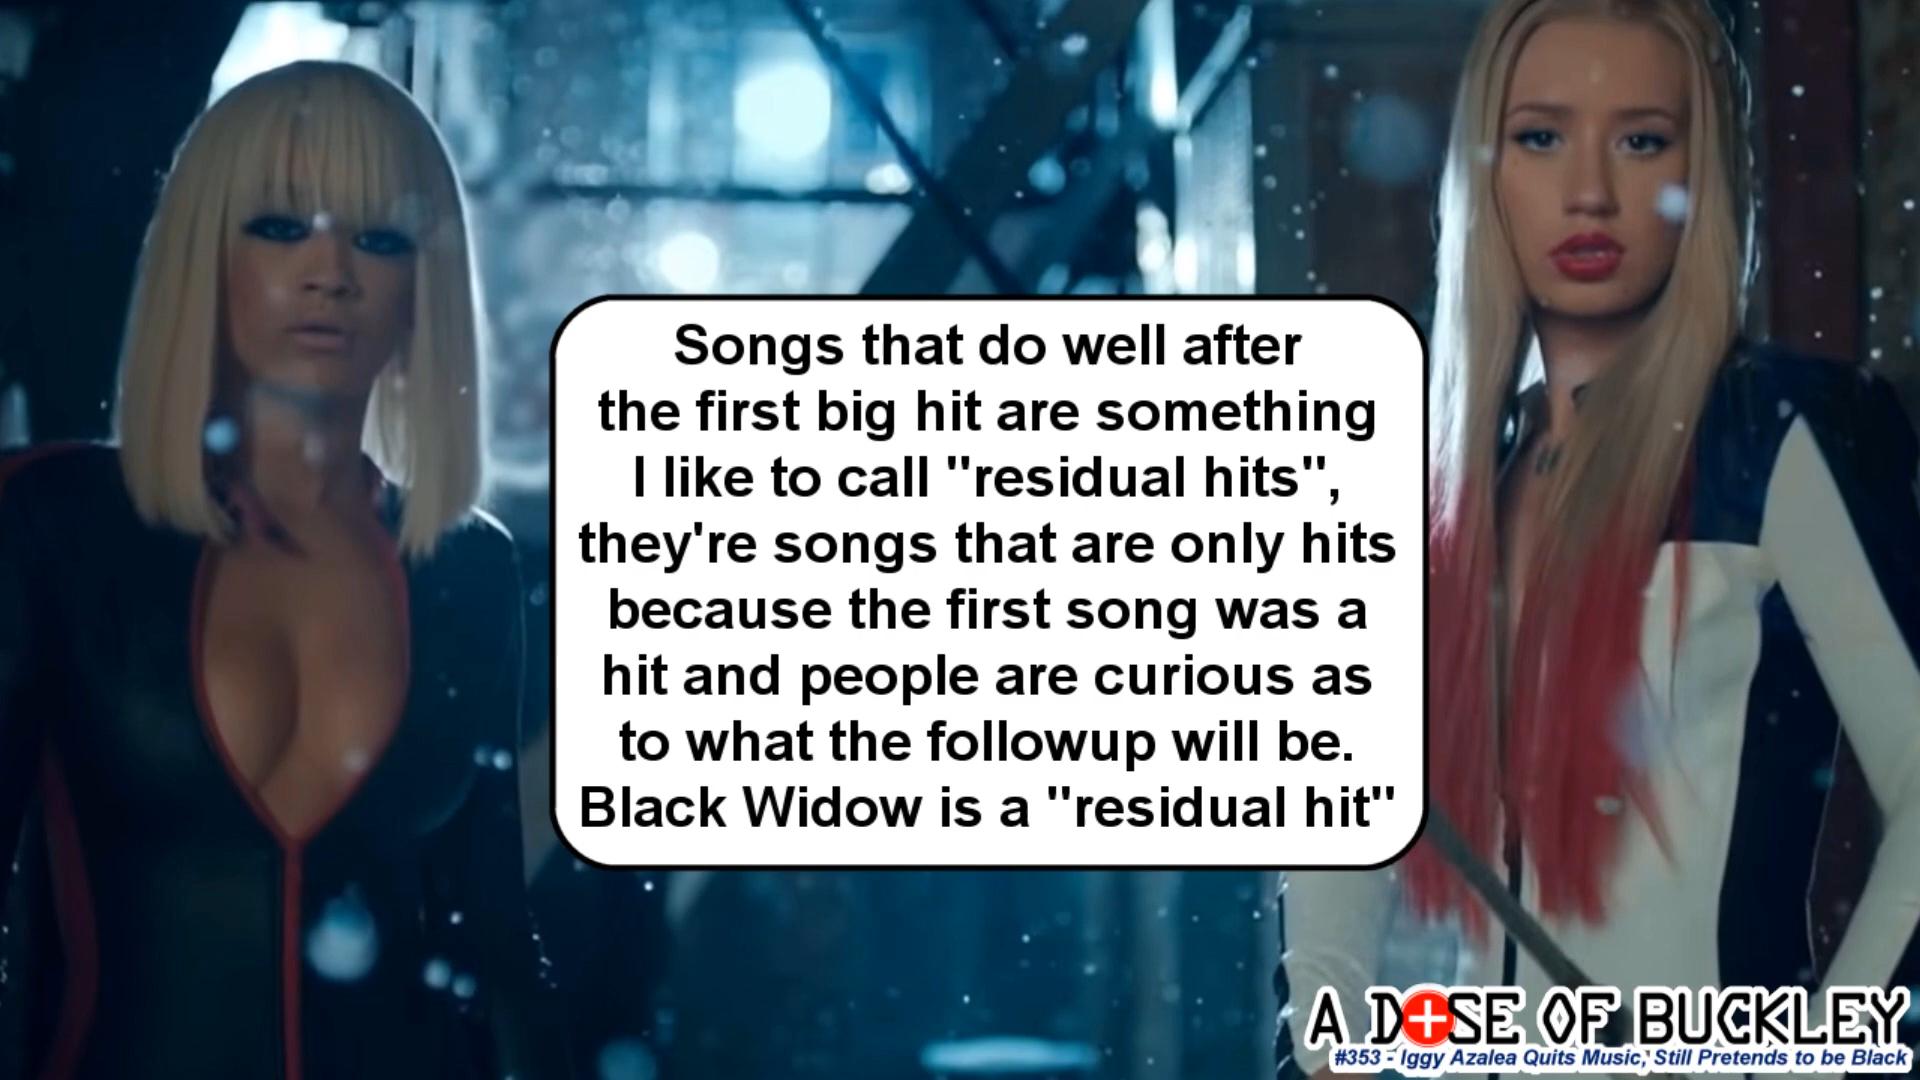 Songs that do well after
the first big hit are something
I like to call "residual hits",
they're songs that are only hits
because the first song was a
hit and people are curious as
to what the followup will be.
Black Widow is a "residual hit"
A DOSE OF BUCKLEY
#353 - Iggy Azalea Quits Music, Still Pretends to be Black